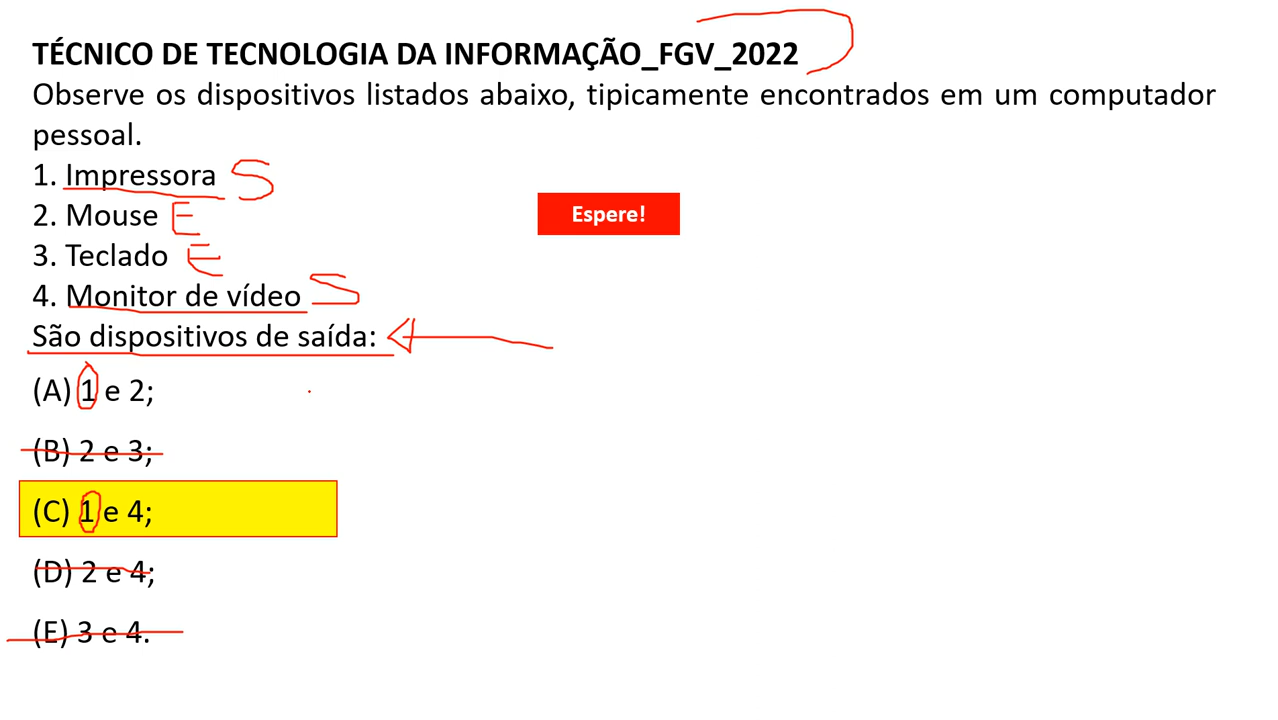 TÉCNICO DE TECNOLOGIA DA INFORMAÇÃO_FGV_2022
Observe os dispositivos listados abaixo, tipicamente encontrados em um computador
pessoal.
1. Impressora S
2. Mouse E
Espere!
3. Teclado E
4. Monitor de vídeo S
São dispositivos de saída:
(A) 1 e 2;
(B) 2 e 3;
(C) 1 e 4;
(D) 2 e 4;
(E) 3 e 4.